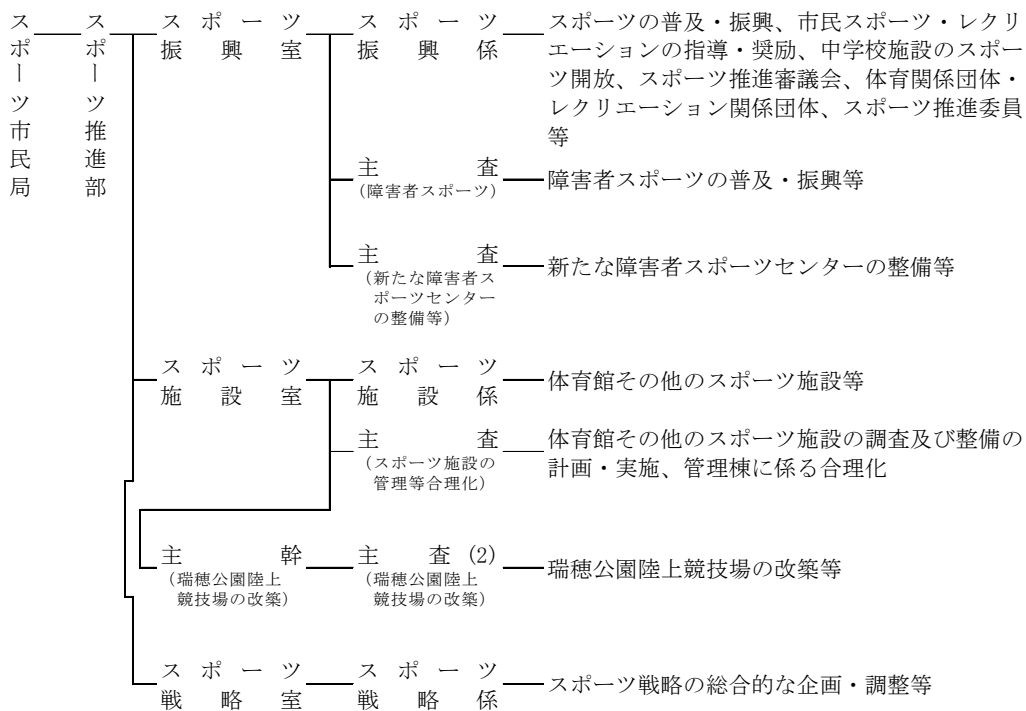 スポーツ市民局
スポーツ推進部
スポーツ
振興室
スポーツ
振興係
スポーツの普及・振興、市民スポーツ・レクリ
エーションの指導・奨励、中学校施設のスポー
ツ開放、スポーツ推進審議会、体育関係団体・
レクリエーション関係団体、スポーツ推進委員
等
主査
（障害者スポーツ）
障害者スポーツの普及・振興等
主査
（新たな障害者ス
ポーツセンター
の整備等）
新たな障害者スポーツセンターの整備等
スポーツ
施設室
スポーツ
施設係
体育館その他のスポーツ施設等
主査
（スポーツ施設の
管理等合理化）
体育館その他のスポーツ施設の調査及び整備の
計画・実施、管理棟に係る合理化
主幹
（瑞穂公園陸上
競技場の改築）
主査(2)
（瑞穂公園陸上
競技場の改築）
瑞穂公園陸上競技場の改築等
スポーツ
戦略室
スポーツ
戦略係
スポーツ戦略の総合的な企画・調整等